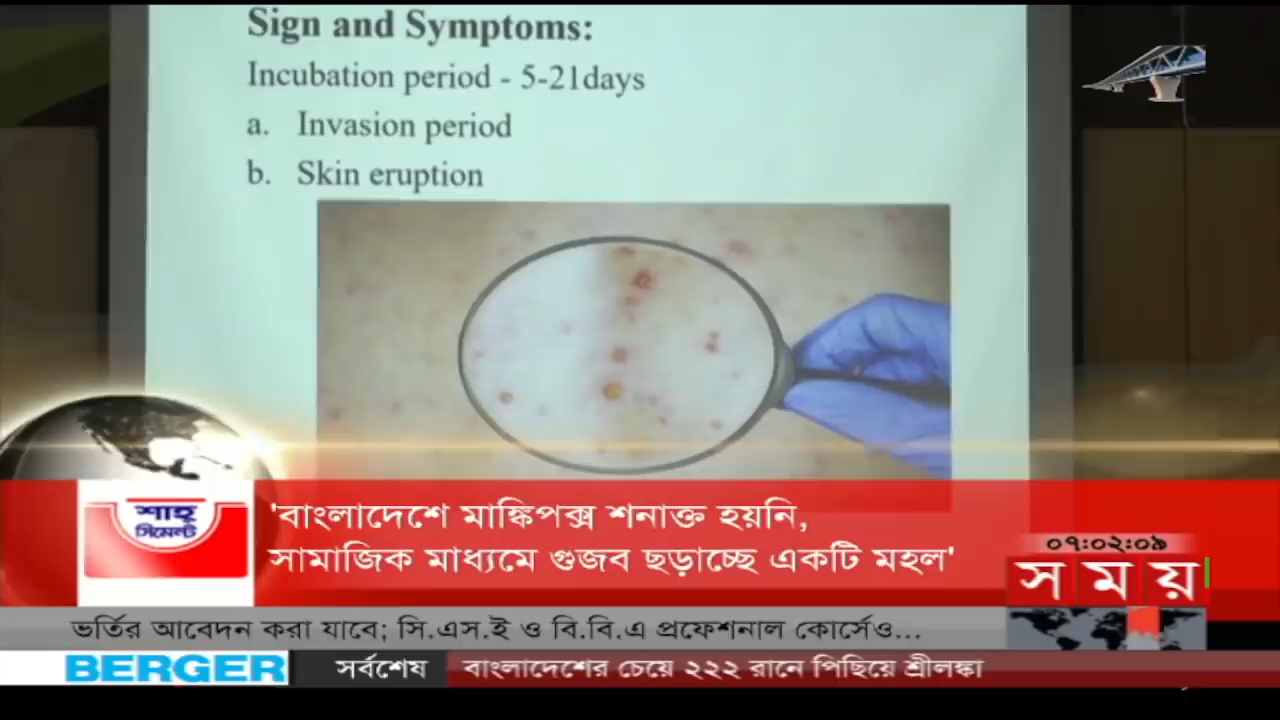 Sign and Symptoms:
Incubation period - 5-21days
a. Invasion period
b. Skin eruption
শাহ্
সিমেন্ট
'বাংলাদেশে মাঙ্কিপক্স শনাক্ত হয়নি,
সামাজিক মাধ্যমে গুজব ছড়াচ্ছে একটি মহল'
০৭:০২:০৯
সময়
ভর্তির আবেদন করা যাবে; সি.এস.ই ও বি.বি.এ প্রফেশনাল কোর্সেও...
BERGER
সর্বশেষ
বাংলাদেশের চেয়ে ২২২ রানে পিছিয়ে শ্রীলঙ্কা